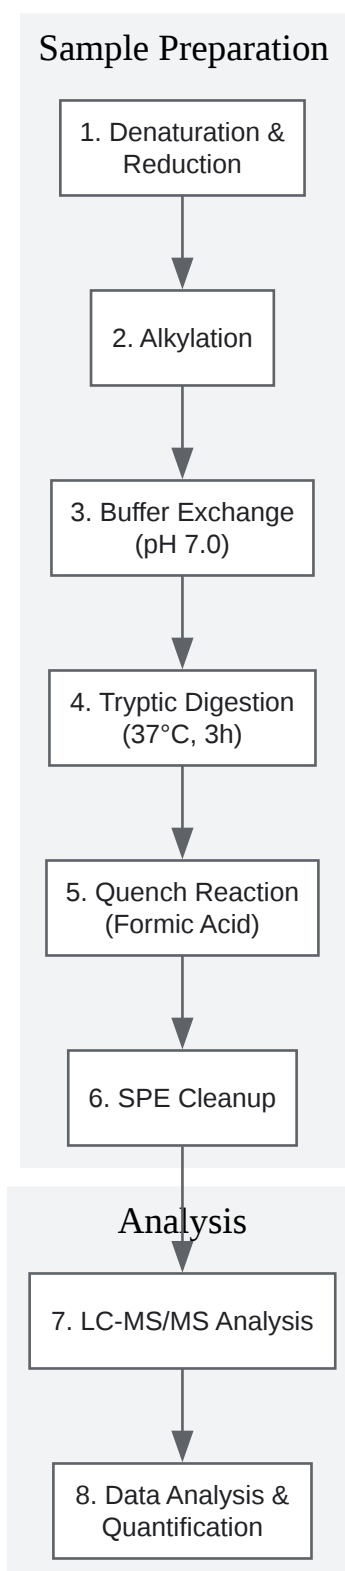 Sample Preparation
1. Denaturation &
Reduction
2. Alkylation
3. Buffer Exchange
(pH 7.0)
4. Tryptic Digestion
(37°C, 3h)
5. Quench Reaction
(Formic Acid)
6. SPE Cleanup
Analysis
7. LC-MS/MS Analysis
8. Data Analysis &
Quantification